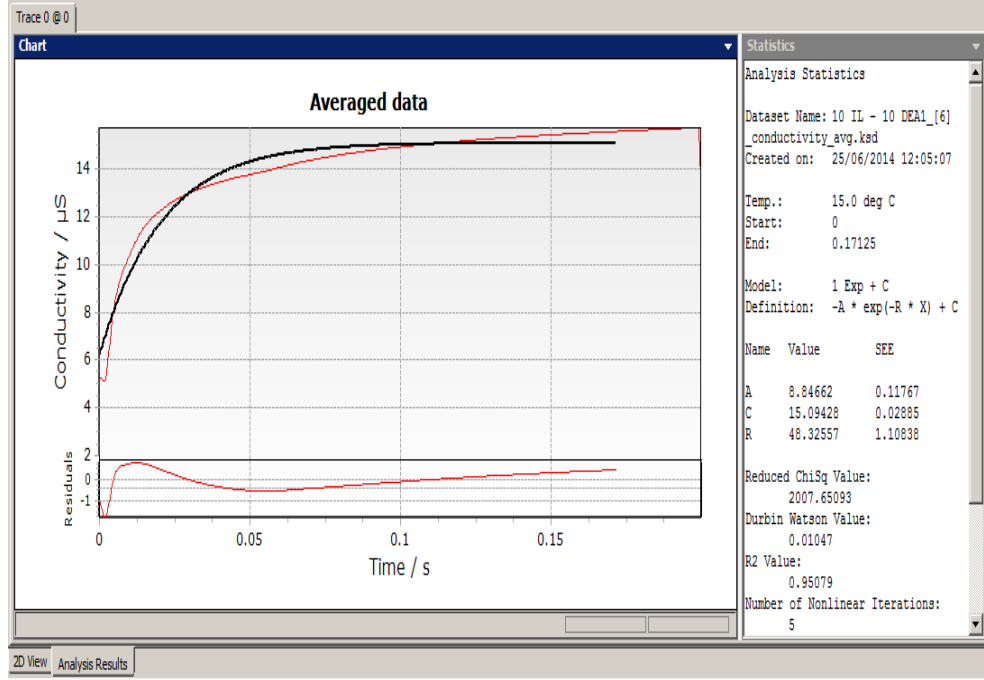 Trace 0 @ 0
Chart
Averaged data
Conductivity / µS
14
12
10
8
6
4
2
Residuals
0
-1
0
0.05
0.1
0.15
Time / s
Statistics
Analysis Statistics
Dataset Name: 10 IL - 10 DEA1_[6]
_conductivity_avg.ksd
Created on: 25/06/2014 12:05:07
Temp.: 15.0 deg C
Start: 0
End: 0.17125
Model: 1 Exp + C
Definition: -A * exp(-R * X) + C
Name Value SEE
A 8.84662 0.11767
C 15.09428 0.02885
R 48.32557 1.10838
Reduced ChiSq Value:
2007.65093
Durbin Watson Value:
0.01047
R2 Value:
0.95079
Number of Nonlinear Iterations:
5
2D View
Analysis Results